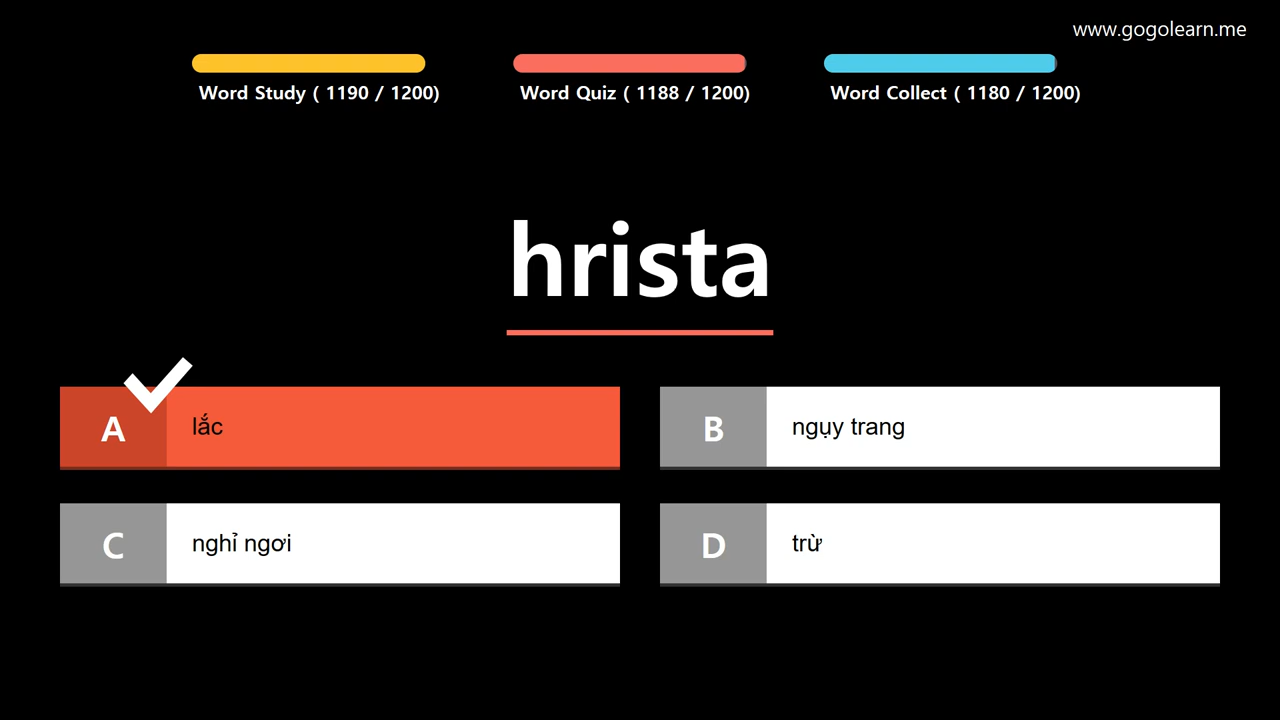 www.gogolearn.me
Word Study ( 1190 / 1200)
Word Quiz ( 1188 / 1200)
Word Collect ( 1180 / 1200)
hrista
A
lắc
B
ngụy trang
C
nghỉ ngơi
D
trừ